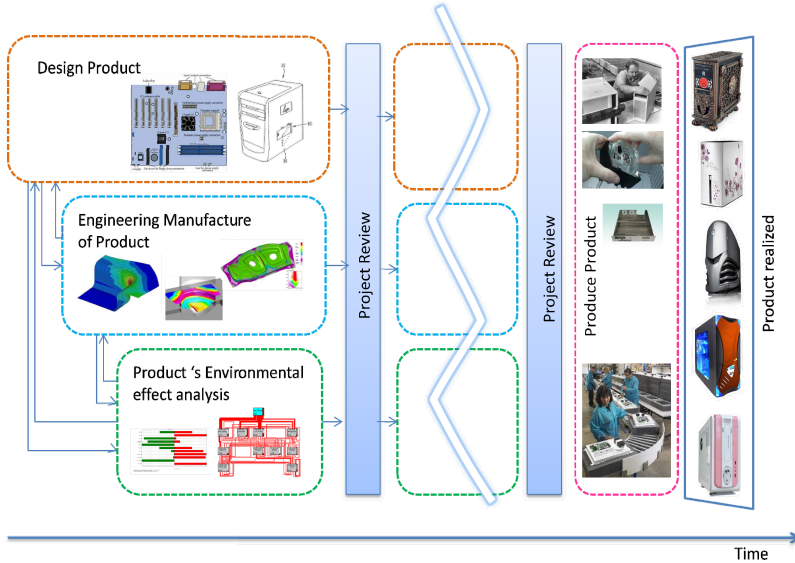 Design Product
Engineering Manufacture
of Product
Product ‘s Environmental
effect analysis
Project Review
Project Review
Produce Product
Product realized
Time